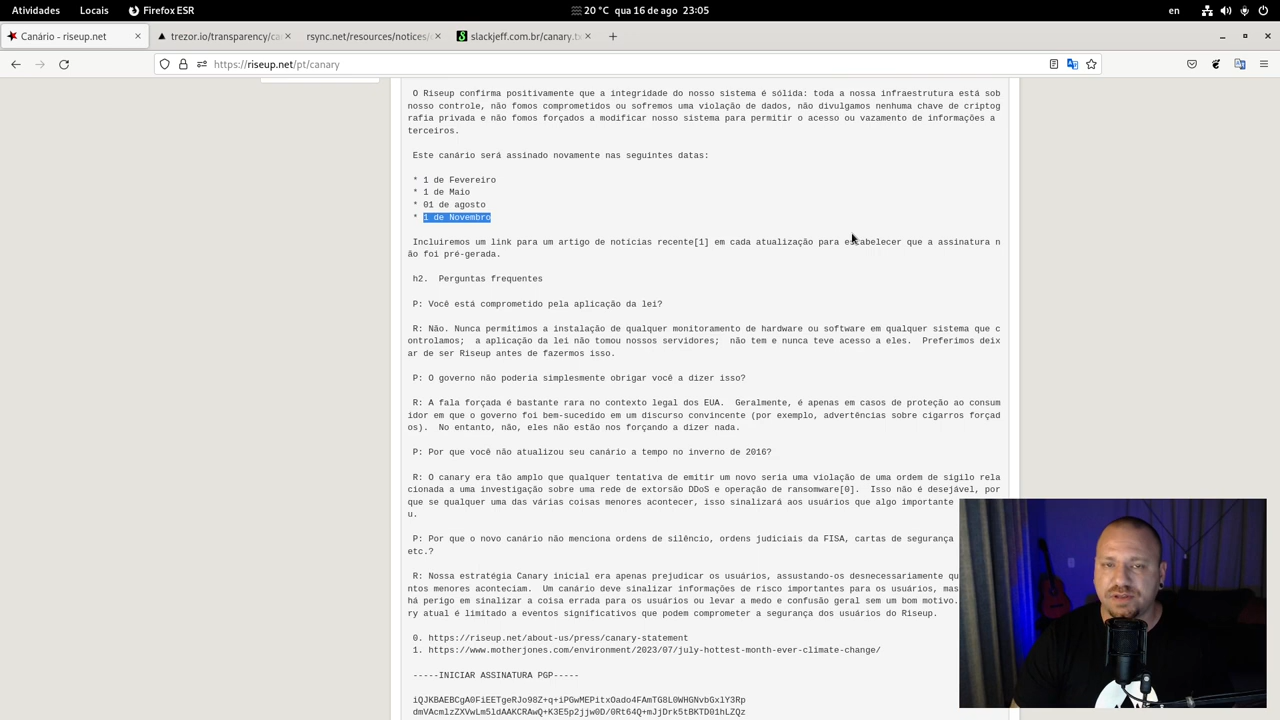 Atividades Locais Firefox ESR 20 °C qua 16 de ago 23:05 en
Canário - riseup.net × trezor.io/transparency/ca × rsync.net/resources/notices/c × slackjeff.com.br/canary.tx × +
https://riseup.net/pt/canary
O Riseup confirma positivamente que a integridade do nosso sistema é sólida: toda a nossa infraestrutura está sob
nosso controle, não fomos comprometidos ou sofremos uma violação de dados, não divulgamos nenhuma chave de criptog
rafia privada e não fomos forçados a modificar nosso sistema para permitir o acesso ou vazamento de informações a
terceiros.
Este canário será assinado novamente nas seguintes datas:
* 1 de Fevereiro
* 1 de Maio
* 01 de agosto
* 1 de Novembro
Incluiremos um link para um artigo de notícias recente[1] em cada atualização para estabelecer que a assinatura n
ão foi pré-gerada.
h2. Perguntas frequentes
P: Você está comprometido pela aplicação da lei?
R: Não. Nunca permitimos a instalação de qualquer monitoramento de hardware ou software em qualquer sistema que c
ontrolamos; a aplicação da lei não tomou nossos servidores; não tem e nunca teve acesso a eles. Preferimos deix
ar de ser Riseup antes de fazermos isso.
P: O governo não poderia simplesmente obrigar você a dizer isso?
R: A fala forçada é bastante rara no contexto legal dos EUA. Geralmente, é apenas em casos de proteção ao consum
idor em que o governo foi bem-sucedido em um discurso convincente (por exemplo, advertências sobre cigarros forçad
os). No entanto, não, eles não estão nos forçando a dizer nada.
P: Por que você não atualizou seu canário a tempo no inverno de 2016?
R: O canary era tão amplo que qualquer tentativa de emitir um novo seria uma violação de uma ordem de sigilo rela
cionada a uma investigação sobre uma rede de extorsão DDoS e operação de ransomware[0]. Isso não é desejável, por
que se qualquer uma das várias coisas menores acontecer, isso sinalizará aos usuários que algo importante
u.
P: Por que o novo canário não menciona ordens de silêncio, ordens judiciais da FISA, cartas de segurança
etc.?
R: Nossa estratégia Canary inicial era apenas prejudicar os usuários, assustando-os desnecessariamente qu
ntos menores aconteciam. Um canário deve sinalizar informações de risco importantes para os usuários, mas
há perigo em sinalizar a coisa errada para os usuários ou levar a medo e confusão geral sem um bom motivo.
ry atual é limitado a eventos significativos que podem comprometer a segurança dos usuários do Riseup.
0. https://riseup.net/about-us/press/canary-statement
1. https://www.motherjones.com/environment/2023/07/july-hottest-month-ever-climate-change/
-----INICIAR ASSINATURA PGP-----
iQJKBAEBCgA0FiEETgeRJo98Z+q+iPGwMEPitxOado4FAmTG8L0WHGNvbGxlY3Rp
dmVAcmlzZXVwLm5ldAAKCRAwQ+K3E5p2jjw0D/0Rt64Q+mJjDrk5tBKTD01hLZQz